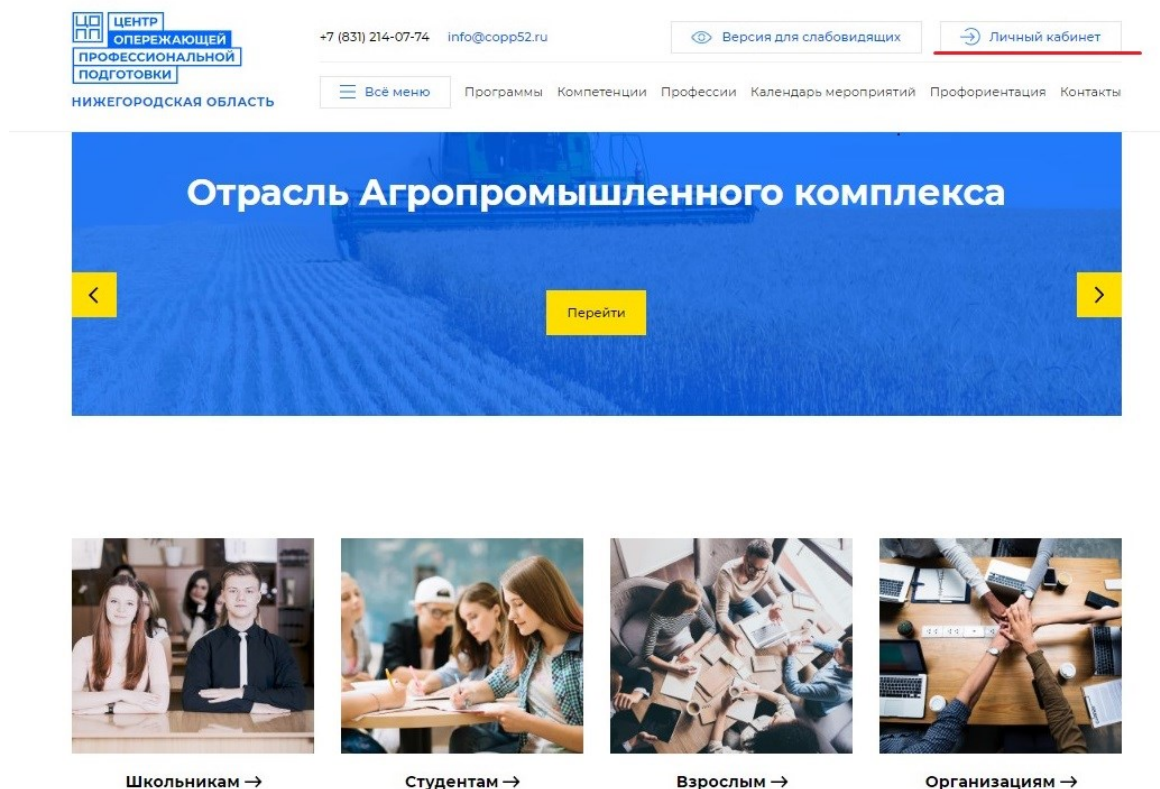 ЦОПП
ЦЕНТР
ОПЕРЕЖАЮЩЕЙ
ПРОФЕССИОНАЛЬНОЙ
ПОДГОТОВКИ
НИЖЕГОРОДСКАЯ ОБЛАСТЬ
+7 (831) 214-07-74 info@copp52.ru Версия для слабовидящих Личный кабинет
Всё меню Программы Компетенции Профессии Календарь мероприятий Профориентация Контакты
Отрасль Агропромышленного комплекса
Перейти
Школьникам → Студентам → Взрослым → Организациям →